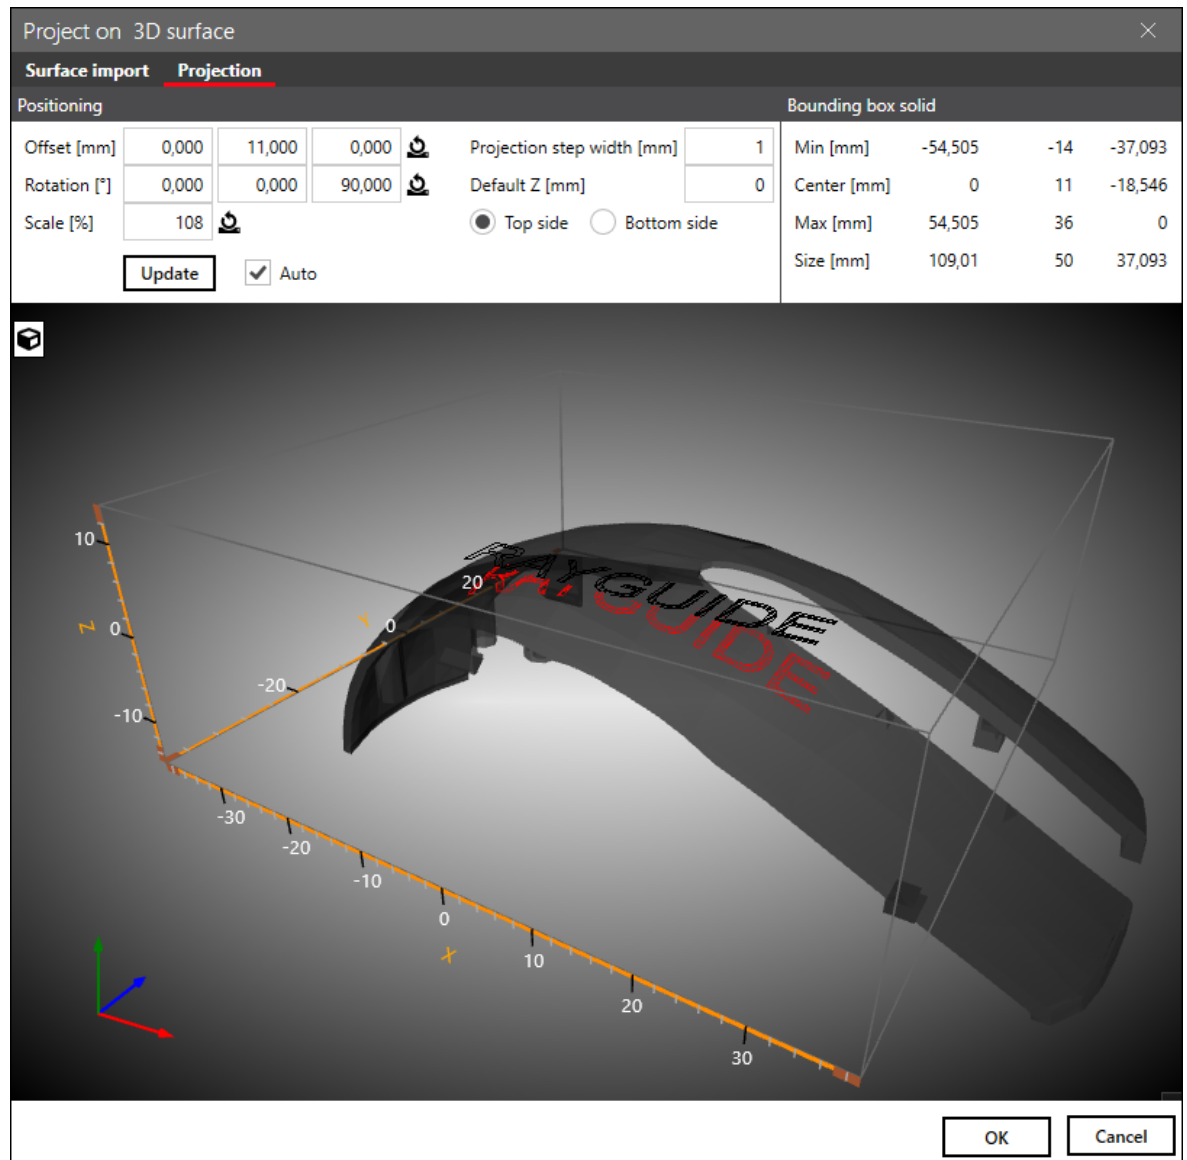 Project on 3D surface
Surface import Projection
Positioning Bounding box solid
Offset [mm] 0,000 11,000 0,000 Projection step width [mm] 1 Min [mm] -54,505 -14 -37,093
Rotation [°] 0,000 0,000 90,000 Default Z [mm] 0 Center [mm] 0 11 -18,546
Scale [%] 108 Top side Bottom side Max [mm] 54,505 36 0
Update Auto Size [mm] 109,01 50 37,093
10
RAYGUIDE
20
RAYGUIDE
Z 0
Y 0
-20
-10
-30
-20
-10
0
X
10
20
30
OK Cancel